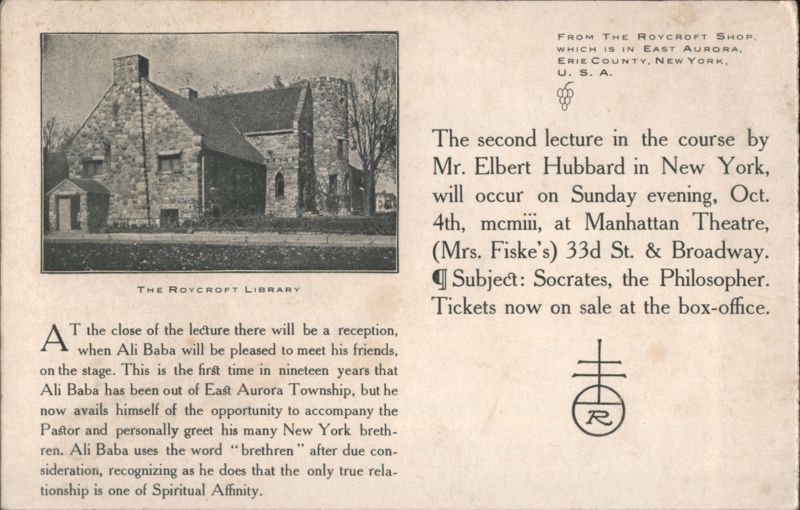 FROM THE ROYCROFT SHOP,
WHICH IS IN EAST AURORA,
ERIE COUNTY, NEW YORK,
U. S. A.
The second lecture in the course by
Mr. Elbert Hubbard in New York,
will occur on Sunday evening, Oct.
4th, mcmiii, at Manhattan Theatre,
(Mrs. Fiske's) 33d St. & Broadway.
¶ Subject: Socrates, the Philosopher.
Tickets now on sale at the box-office.
R
THE ROYCROFT LIBRARY
AT the close of the lecture there will be a reception,
when Ali Baba will be pleased to meet his friends,
on the stage. This is the first time in nineteen years that
Ali Baba has been out of East Aurora Township, but he
now avails himself of the opportunity to accompany the
Pastor and personally greet his many New York breth-
ren. Ali Baba uses the word "brethren" after due con-
sideration, recognizing as he does that the only true rela-
tionship is one of Spiritual Affinity.